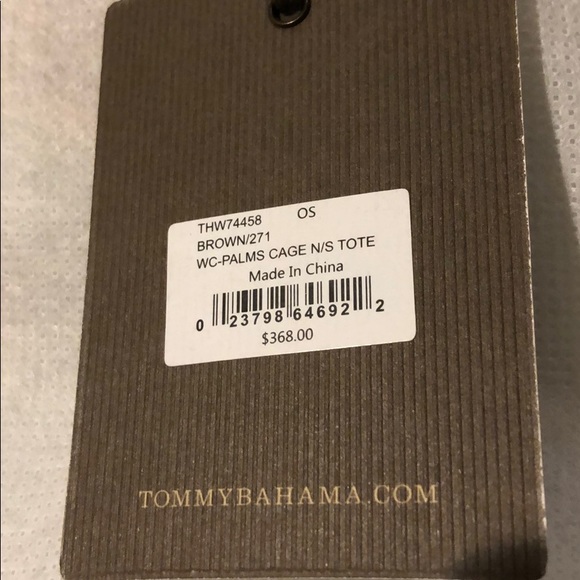 THW74458 OS
BROWN/271
WC-PALMS CAGE N/S TOTE
Made In China
0 23798 64692 2
$368.00
TOMMYBAHAMA.COM